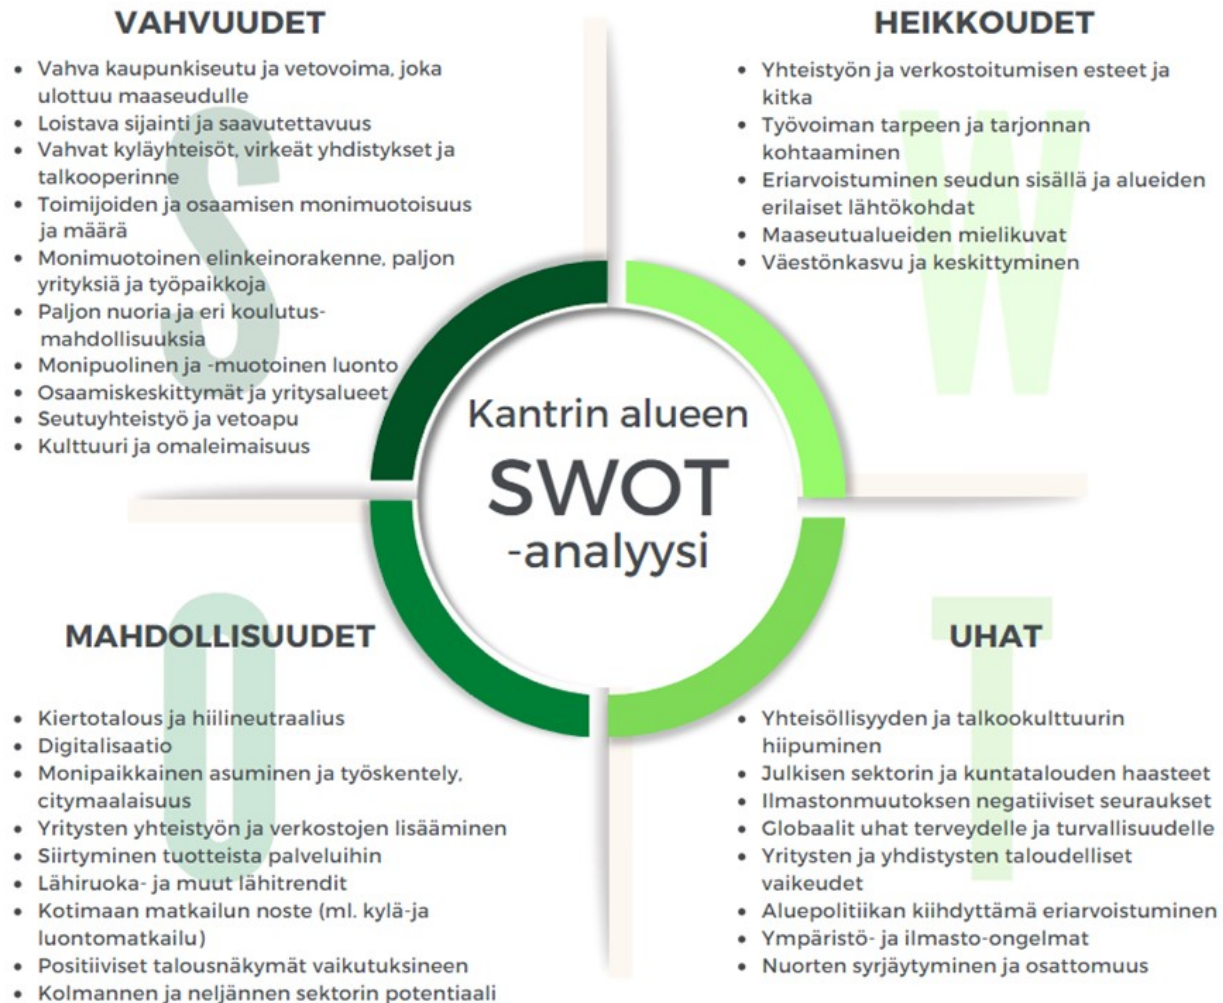 VAHVUUDET
• Vahva kaupunkiseutu ja vetovoima, joka
ulottuu maaseudulle
• Loistava sijainti ja saavutettavuus
• Vahvat kyläyhteisöt, virkeät yhdistykset ja
talkooperinne
• Toimijoiden ja osaamisen monimuotoisuus
ja määrä
• Monimuotoinen elinkeinorakenne, paljon
yrityksiä ja työpaikkoja
• Paljon nuoria ja eri koulutus-
mahdollisuuksia
• Monipuolinen ja -muotoinen luonto
• Osaamiskeskittymät ja yritysalueet
• Seutuyhteistyö ja vetoapu
• Kulttuuri ja omaleimaisuus
S
HEIKKOUDET
• Yhteistyön ja verkostoitumisen esteet ja
kitka
• Työvoiman tarpeen ja tarjonnan
kohtaaminen
• Eriarvoistuminen seudun sisällä ja alueiden
erilaiset lähtökohdat
• Maaseutualueiden mielikuvat
• Väestönkasvu ja keskittyminen
W
Kantrin alueen
SWOT
-analyysi
MAHDOLLISUUDET
• Kiertotalous ja hiilineutraalius
• Digitalisaatio
• Monipaikkainen asuminen ja työskentely,
citymaalaisuus
• Yritysten yhteistyön ja verkostojen lisääminen
• Siirtyminen tuotteista palveluihin
• Lähiruoka- ja muut lähitrendit
• Kotimaan matkailun noste (ml. kylä-ja
luontomatkailu)
• Positiiviset talousnäkymät vaikutuksineen
• Kolmannen ja neljännen sektorin potentiaali
O
UHAT
• Yhteisöllisyyden ja talkookulttuurin
hiipuminen
• Julkisen sektorin ja kuntatalouden haasteet
• Ilmastonmuutoksen negatiiviset seuraukset
• Globaalit uhat terveydelle ja turvallisuudelle
• Yritysten ja yhdistysten taloudelliset
vaikeudet
• Aluepolitiikan kiihdyttämä eriarvoistuminen
• Ympäristö- ja ilmasto-ongelmat
• Nuorten syrjäytyminen ja osattomuus
T